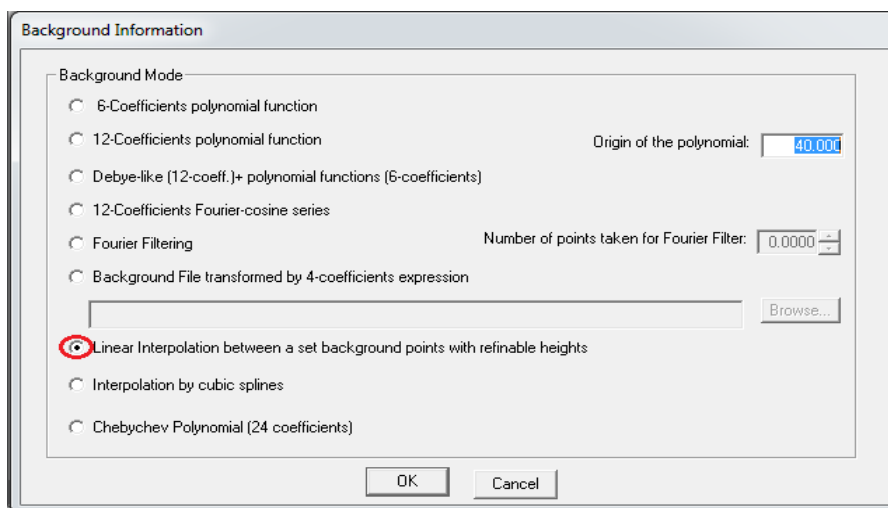 Background Information
Background Mode
6-Coefficients polynomial function
12-Coefficients polynomial function
Origin of the polynomial:
40.000
Debye-like (12-coeff.)+ polynomial functions (6-coefficients)
12-Coefficients Fourier-cosine series
Fourier Filtering
Number of points taken for Fourier Filter:
0.0000
Background File transformed by 4-coefficients expression
Browse...
Linear Interpolation between a set background points with refinable heights
Interpolation by cubic splines
Chebychev Polynomial (24 coefficients)
OK
Cancel